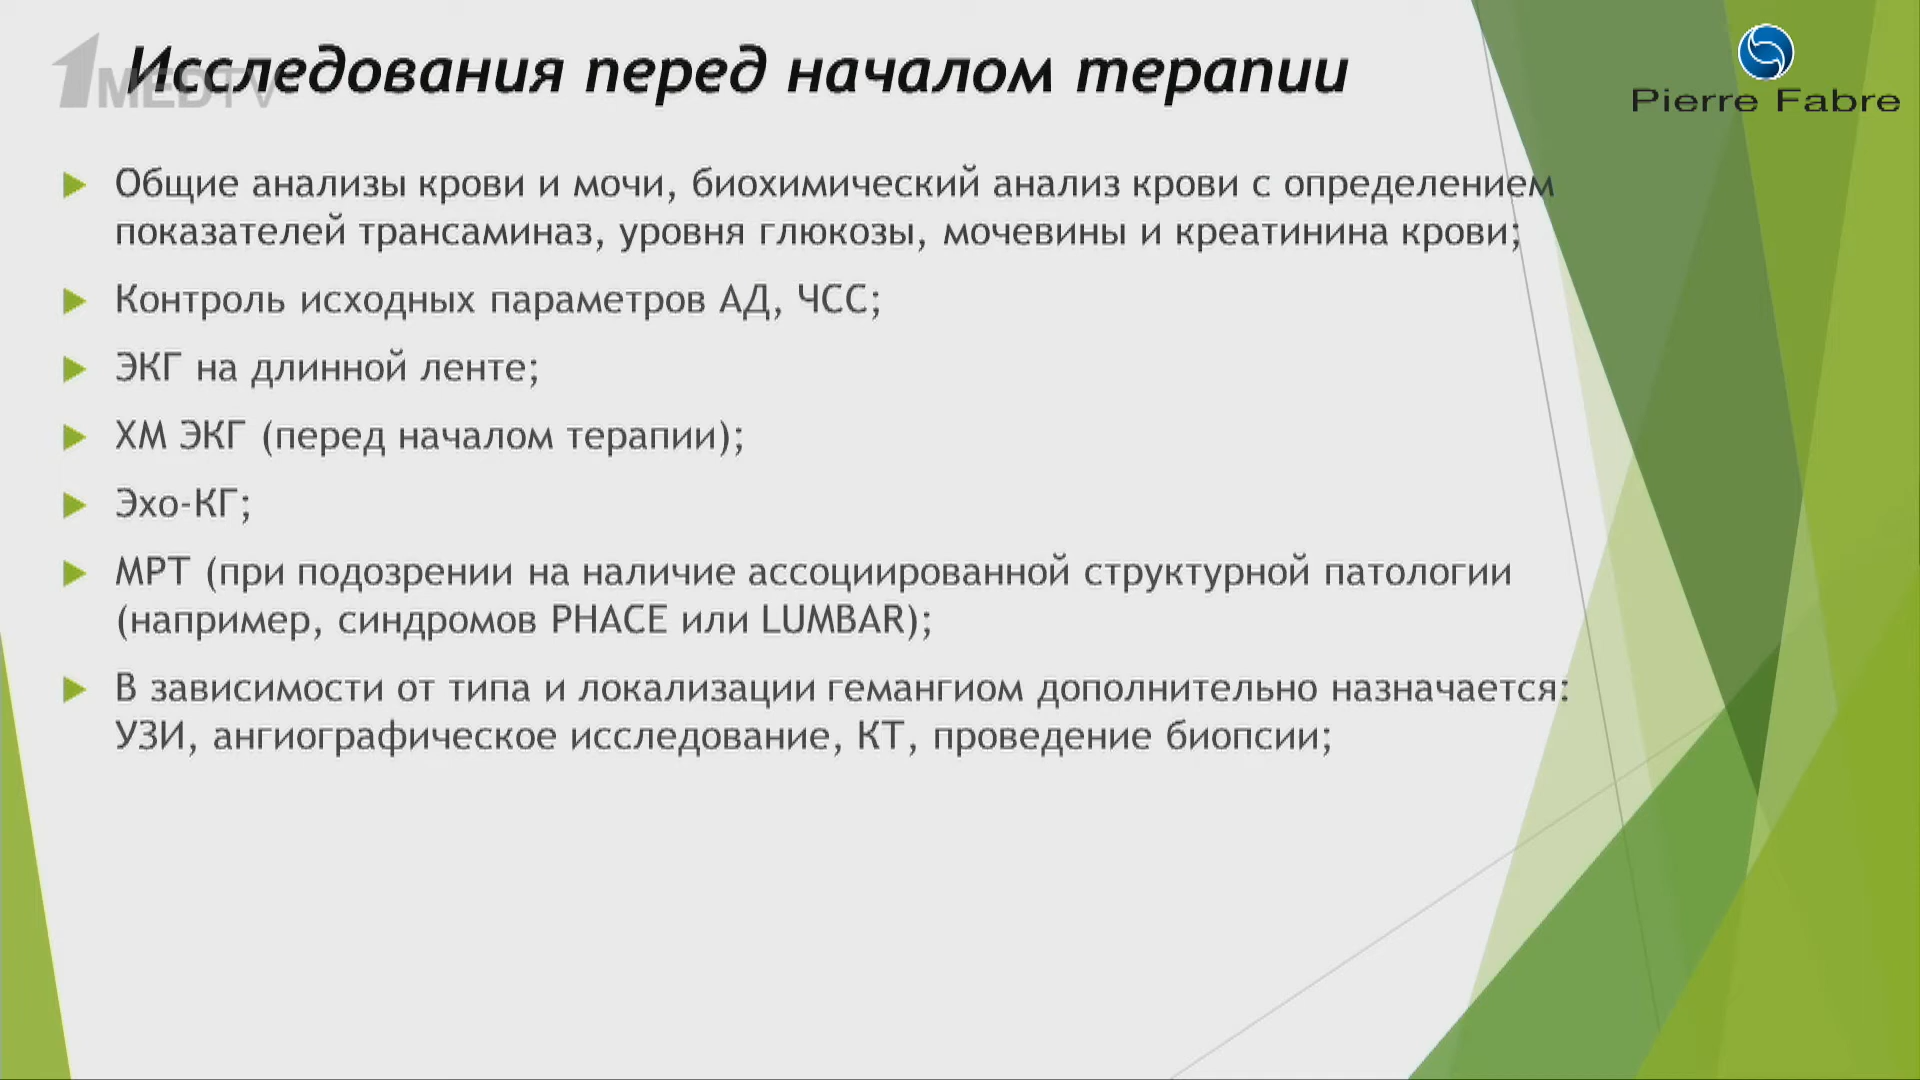 1MEDTV
Исследования перед началом терапии
Pierre Fabre
Общие анализы крови и мочи, биохимический анализ крови с определением
показателей трансаминаз, уровня глюкозы, мочевины и креатинина крови;
Контроль исходных параметров АД, ЧСС;
ЭКГ на длинной ленте;
ХМ ЭКГ (перед началом терапии);
Эхо-КГ;
МРТ (при подозрении на наличие ассоциированной структурной патологии
(например, синдромов PHACE или LUMBAR);
В зависимости от типа и локализации гемангиом дополнительно назначается:
УЗИ, ангиографическое исследование, КТ, проведение биопсии;